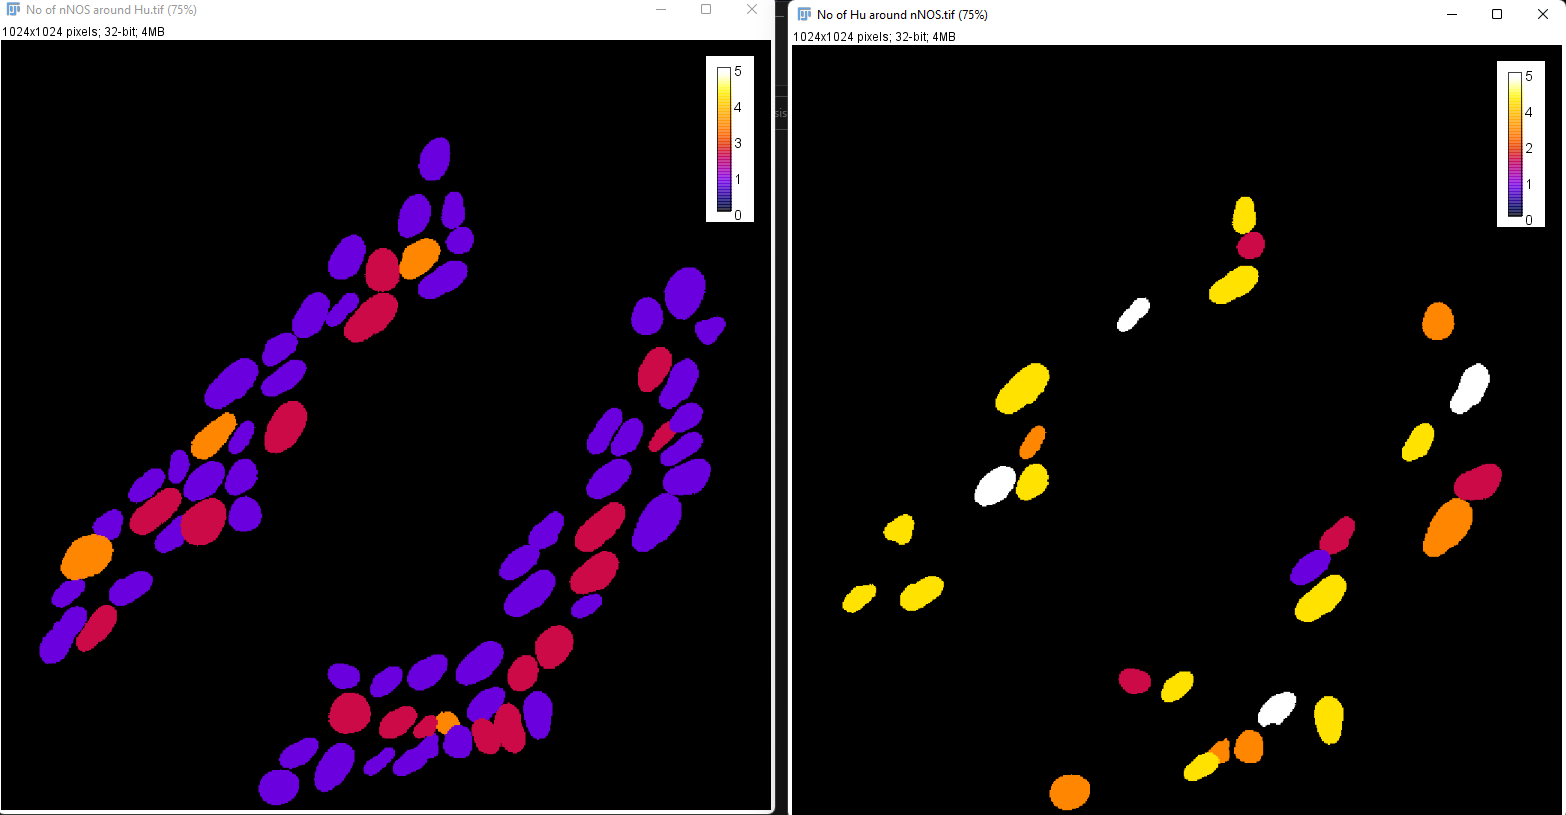 No of nNOS around Hu.tif (75%)
1024x1024 pixels; 32-bit; 4MB
5
4
3
1
0
sis
No of Hu around nNOS.tif (75%)
1024x1024 pixels; 32-bit; 4MB
5
4
2
1
0